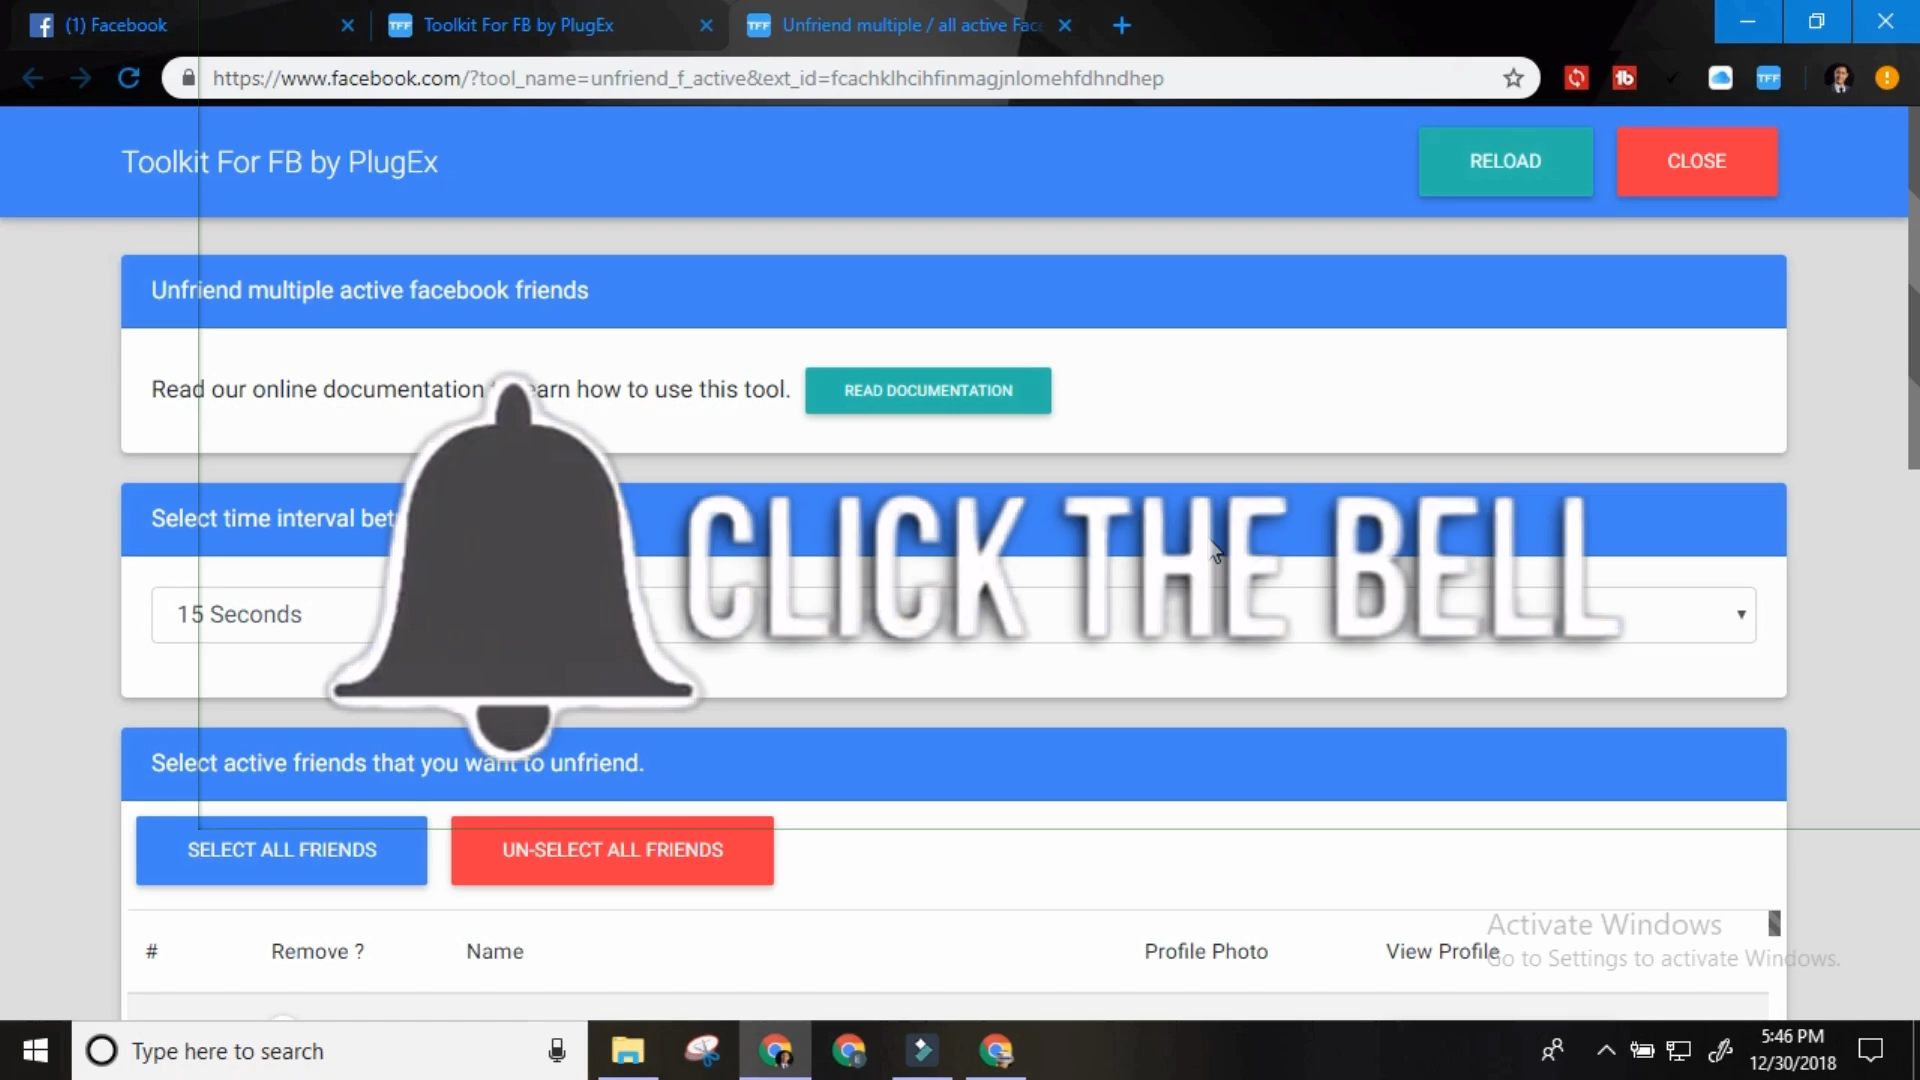 (1) Facebook
Toolkit For FB by PlugEx
Unfriend multiple / all active Fac
https://www.facebook.com/?tool_name=unfriend_f_active&ext_id=fcachklhcihfinmagjnlomehfdhndhep
Toolkit For FB by PlugEx
RELOAD
CLOSE
Unfriend multiple active facebook friends
Read our online documentation earn how to use this tool.
READ DOCUMENTATION
Select time interval bet
CLICK THE BELL
15 Seconds
Select active friends that you want to unfriend.
SELECT ALL FRIENDS
UN-SELECT ALL FRIENDS
# Remove ? Name Profile Photo View Profile
Activate Windows
Go to Settings to activate Windows.
Type here to search
5:46 PM
12/30/2018